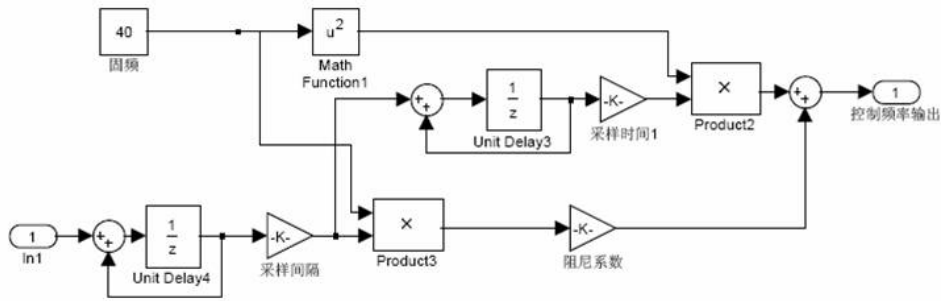 40
固频
u²
Math
Function1
1
z
Unit Delay3
-K-
采样时间1
×
Product2
1
控制频率输出
1
In1
1
z
Unit Delay4
-K-
采样间隔
×
Product3
-K-
阻尼系数